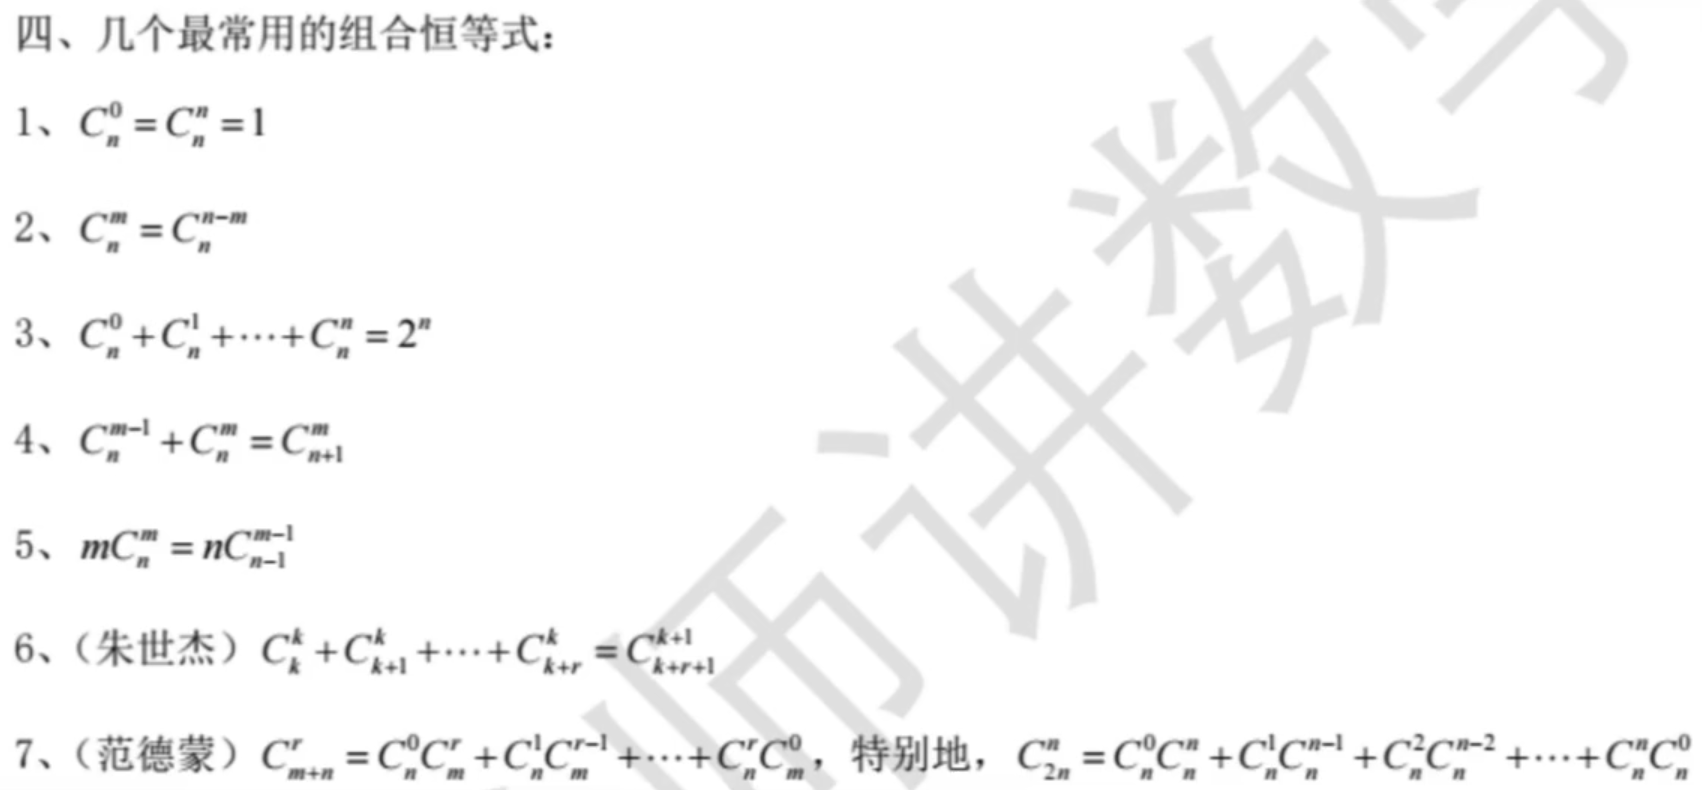 四、几个最常用的组合恒等式：
1、$C_n^0 = C_n^n = 1$
2、$C_n^m = C_n^{n-m}$
3、$C_n^0 + C_n^1 + \cdots + C_n^n = 2^n$
4、$C_n^{m-1} + C_n^m = C_{n+1}^m$
5、$mC_n^m = nC_{n-1}^{m-1}$
6、（朱世杰）$C_k^k + C_{k+1}^k + \cdots + C_{k+r}^k = C_{k+r+1}^{k+1}$
7、（范德蒙）$C_{m+n}^r = C_n^0 C_m^r + C_n^1 C_m^{r-1} + \cdots + C_n^r C_m^0$，特别地，$C_{2n}^n = C_n^0 C_n^n + C_n^1 C_n^{n-1} + C_n^2 C_n^{n-2} + \cdots + C_n^n C_n^0$
师讲数学